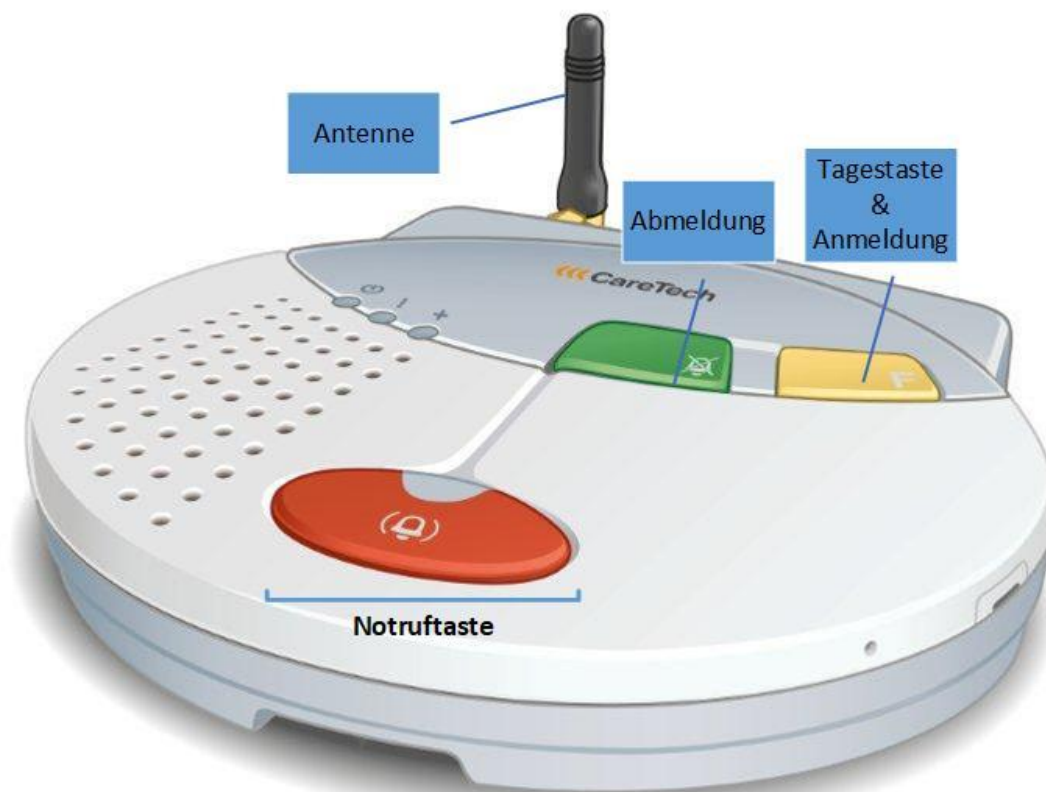 Antenne
Tagestaste
&
Anmeldung
Abmeldung
CareTech
Notruftaste